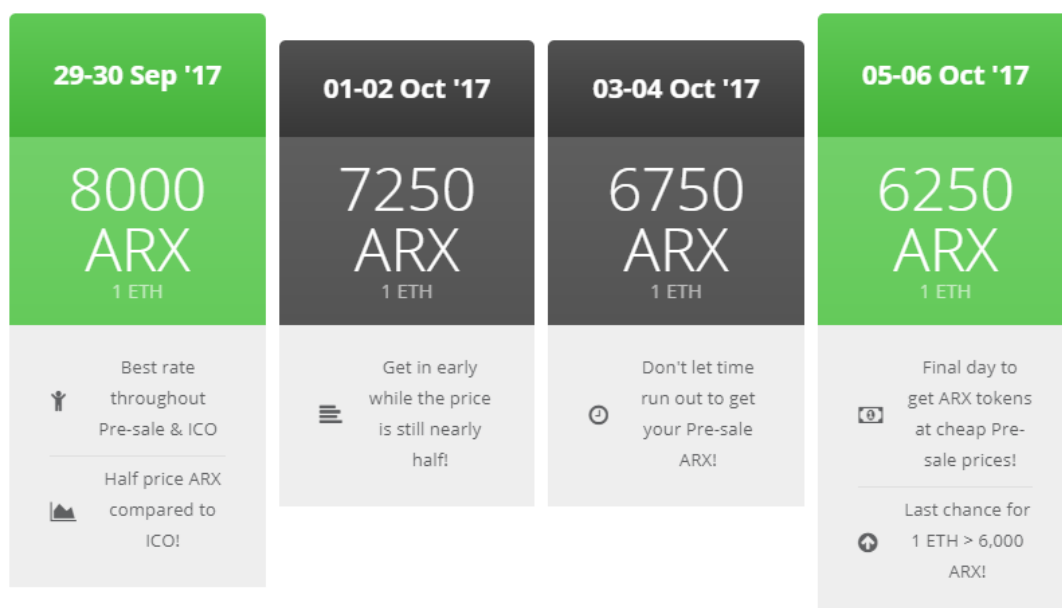 29-30 Sep '17
8000
ARX
1 ETH
Best rate
throughout
Pre-sale & ICO
Half price ARX
compared to
ICO!
01-02 Oct '17
7250
ARX
1 ETH
Get in early
while the price
is still nearly
half!
03-04 Oct '17
6750
ARX
1 ETH
Don't let time
run out to get
your Pre-sale
ARX!
05-06 Oct '17
6250
ARX
1 ETH
Final day to
get ARX tokens
at cheap Pre-
sale prices!
Last chance for
1 ETH > 6,000
ARX!